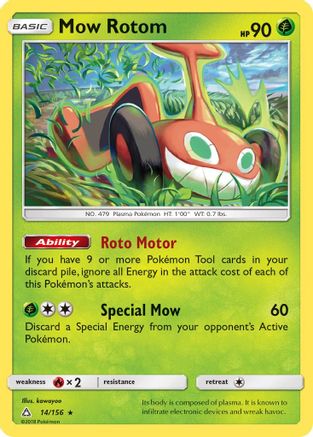 BASIC Mow Rotom HP 90
NO. 479 Plasma Pokémon HT: 1'00" WT: 0.7 lbs.
Ability Roto Motor
If you have 9 or more Pokémon Tool cards in your
discard pile, ignore all Energy in the attack cost of each of
this Pokémon's attacks.
Special Mow 60
Discard a Special Energy from your opponent's Active
Pokémon.
weakness ×2 resistance retreat
Illus. kawayoo
14/156
©2018 Pokémon
Its body is composed of plasma. It is known to
infiltrate electronic devices and wreak havoc.